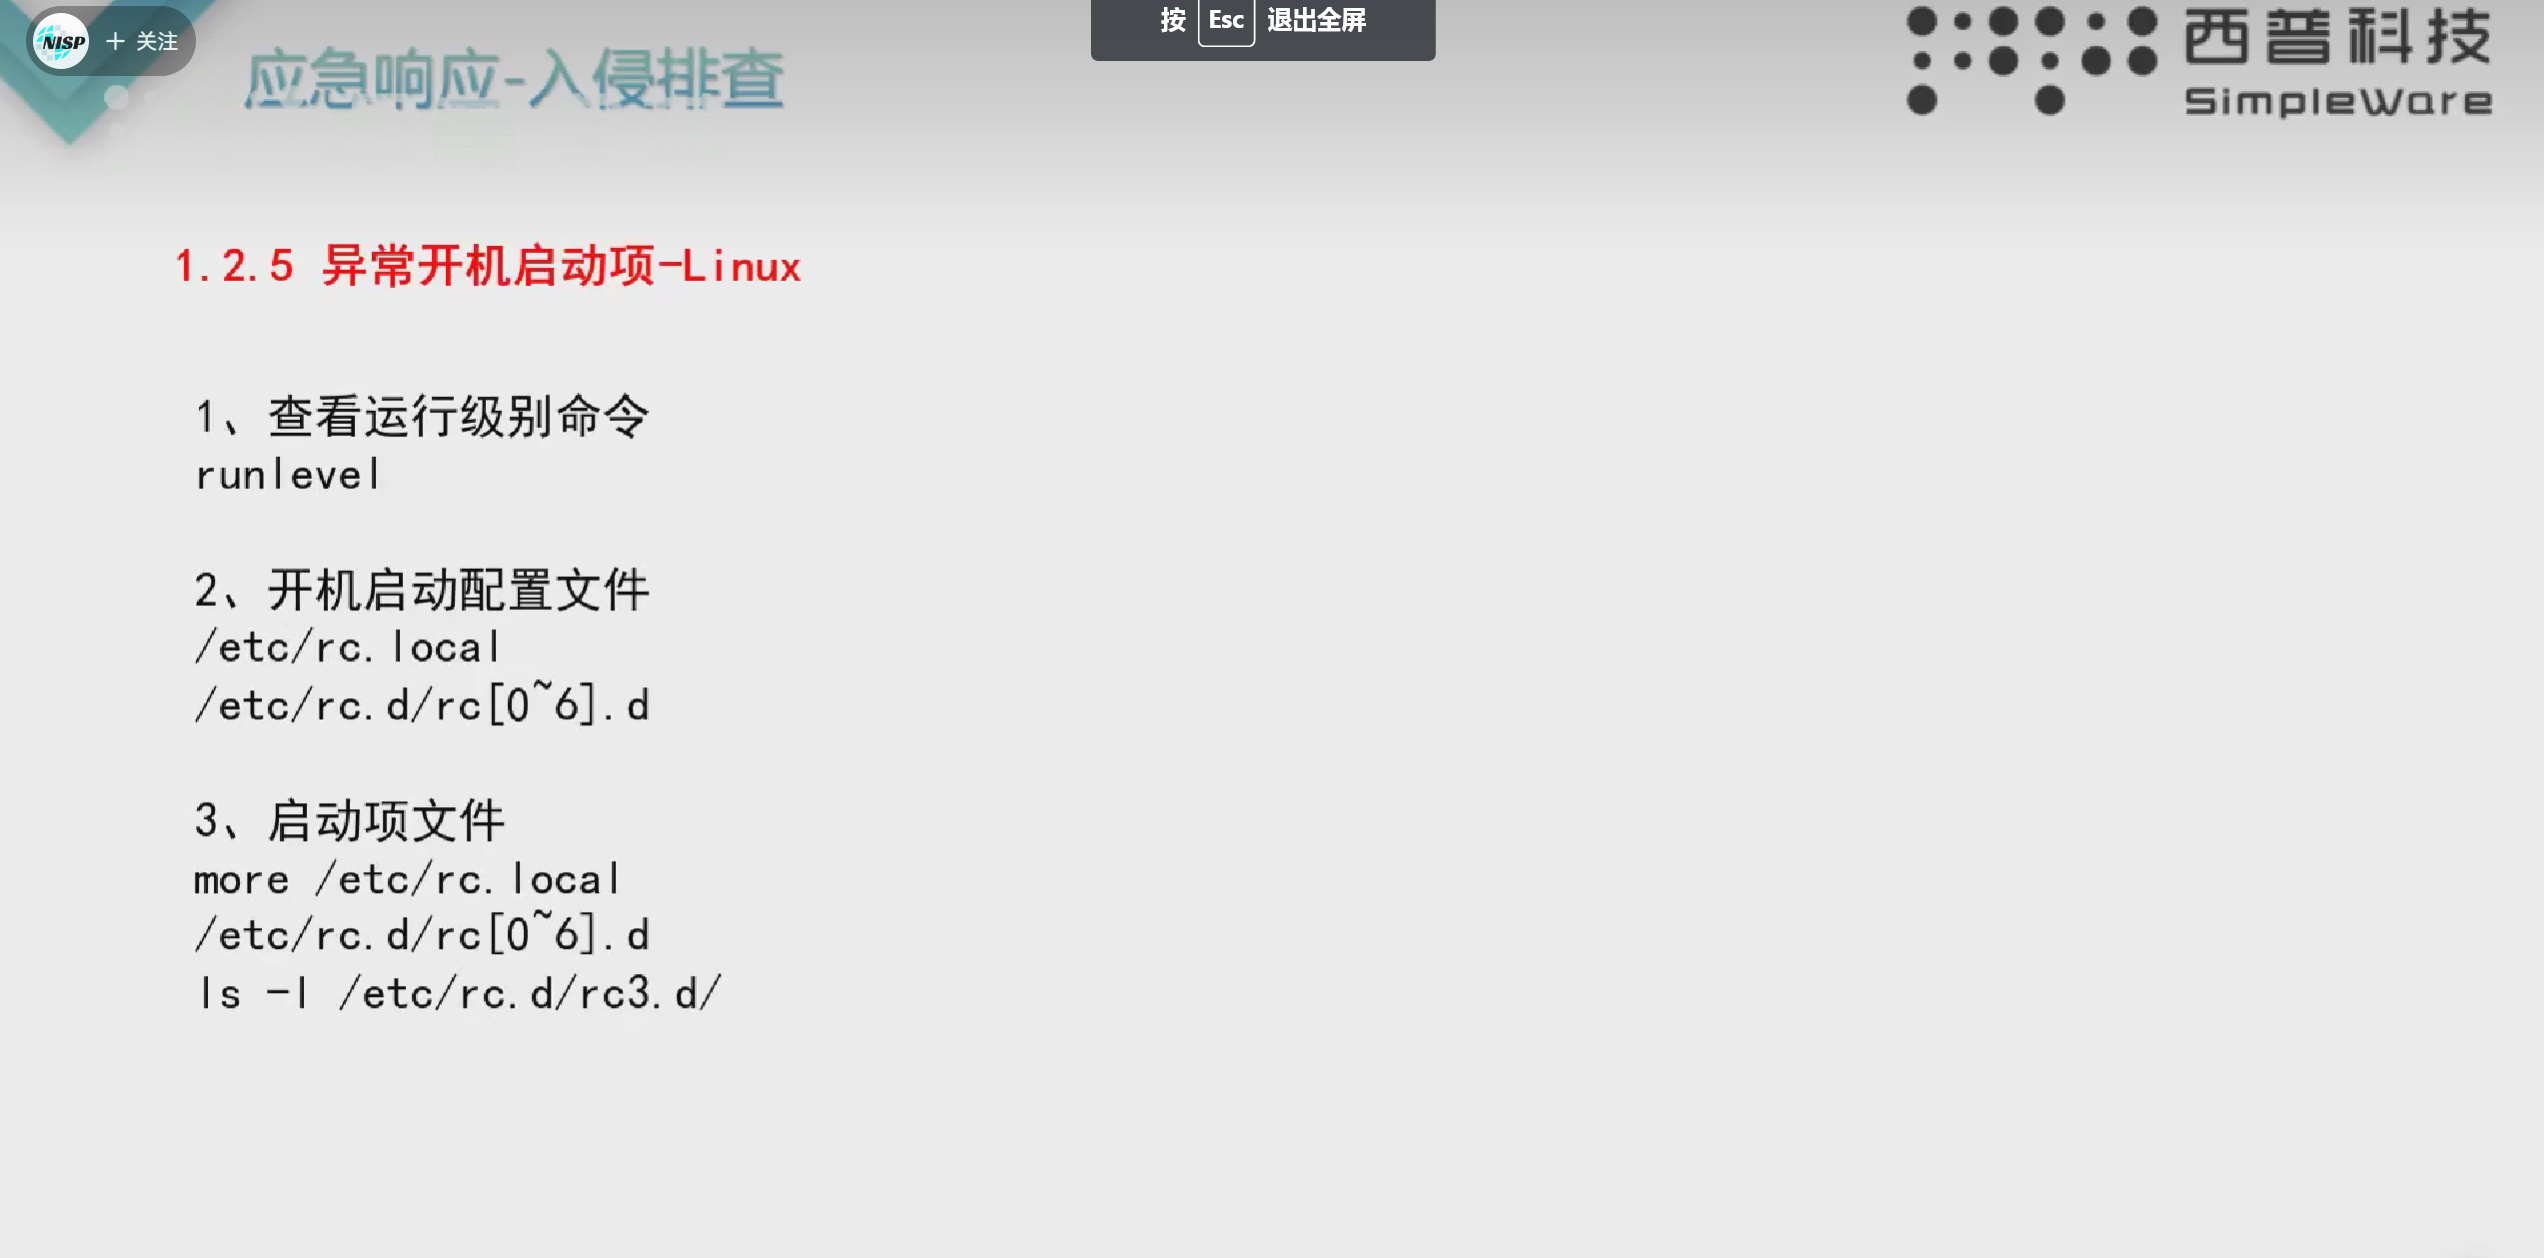 NISP + 关注
按 Esc 退出全屏
西普科技
SimpleWare
应急响应-入侵排查
1.2.5 异常开机启动项-Linux
1、查看运行级别命令
runlevel
2、开机启动配置文件
/etc/rc.local
/etc/rc.d/rc[0~6].d
3、启动项文件
more /etc/rc.local
/etc/rc.d/rc[0~6].d
ls -l /etc/rc.d/rc3.d/